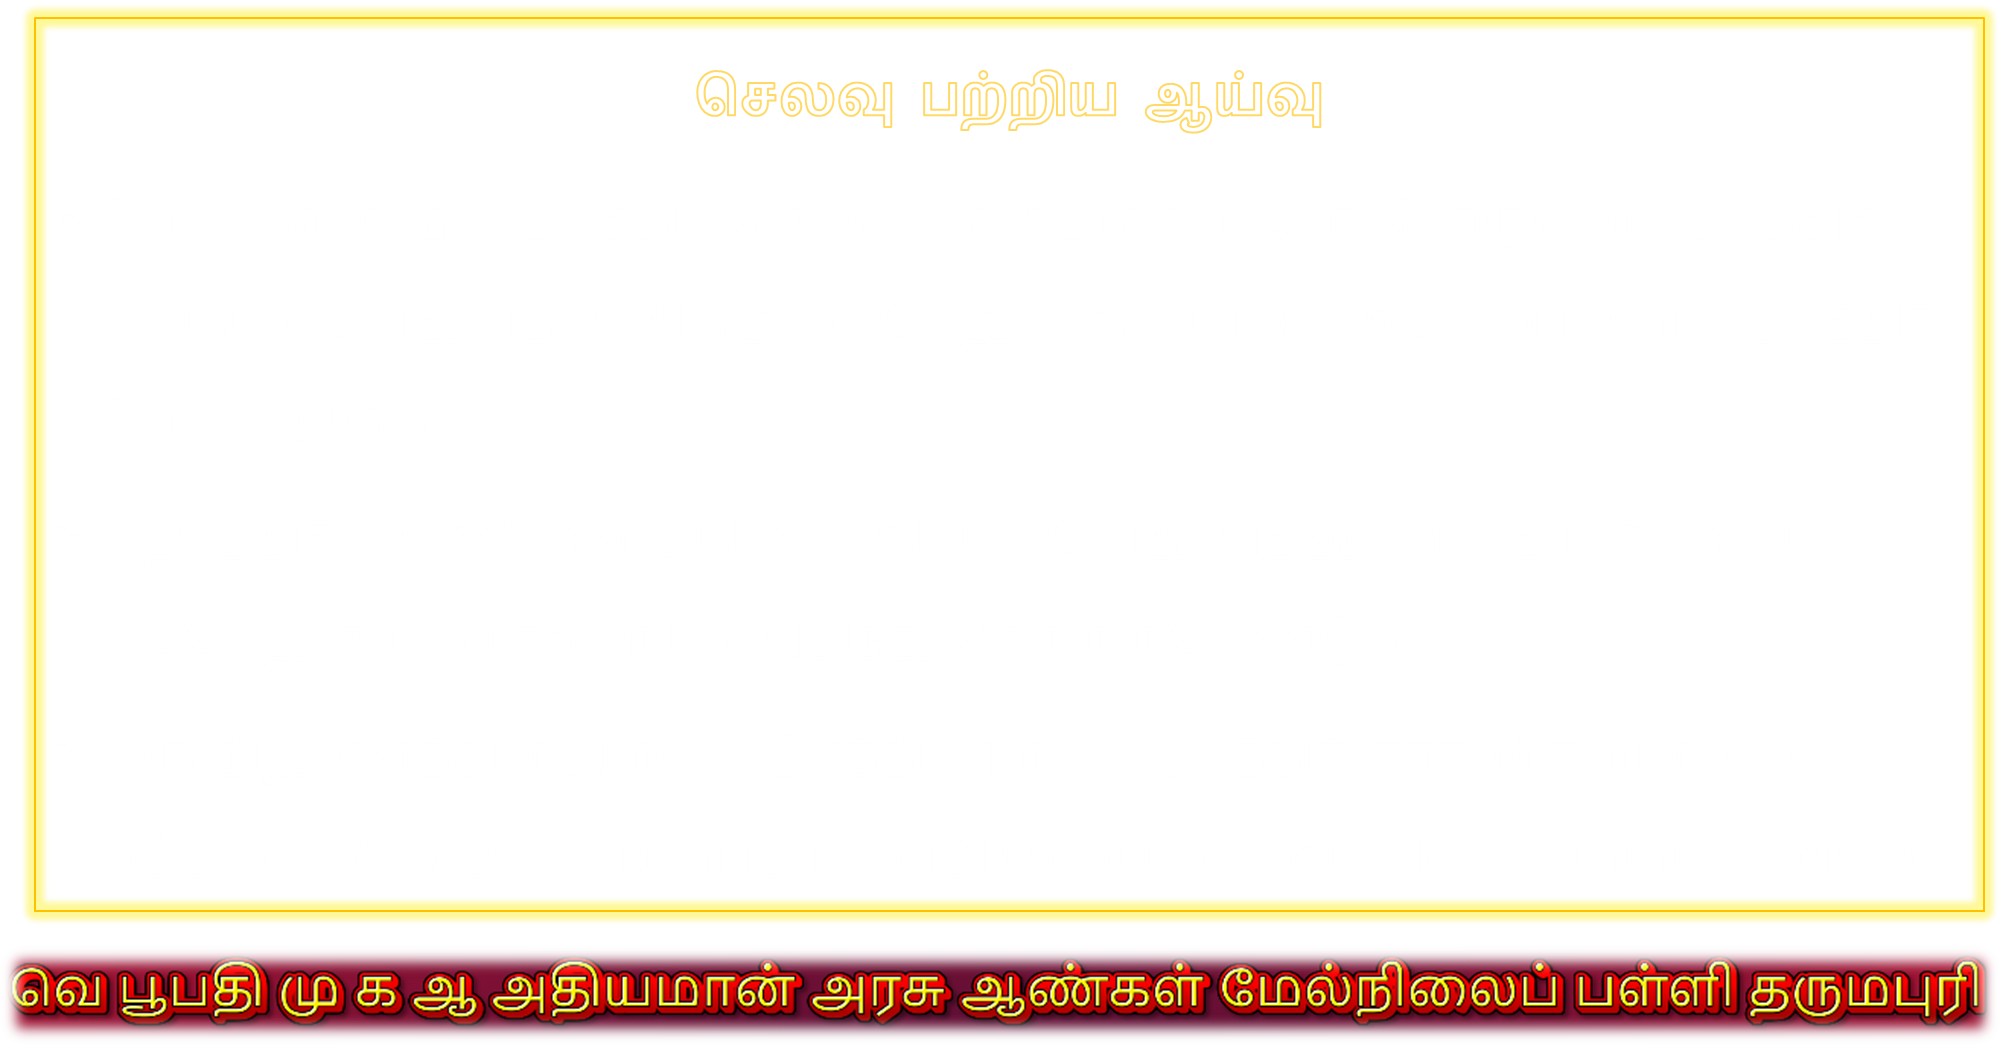 செலவு பற்றிய ஆய்வு
வெ பூபதி மு க ஆ அதியமான் அரசு ஆண்கள் மேல்நிலைப் பள்ளி தருமபுரி